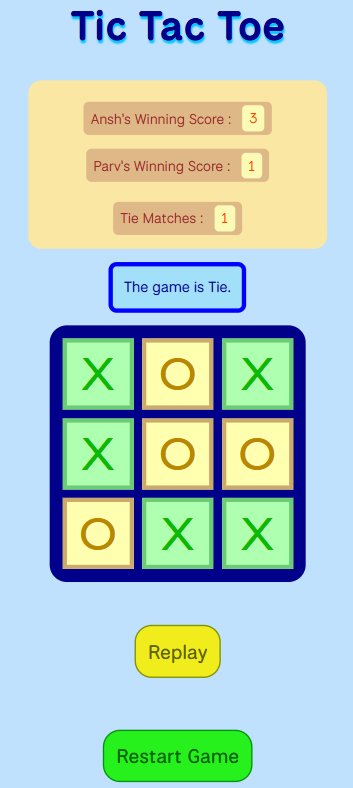 Tic Tac Toe
Ansh's Winning Score : 3
Parv's Winning Score : 1
Tie Matches : 1
The game is Tie.
X O X
X O O
O X X
Replay
Restart Game